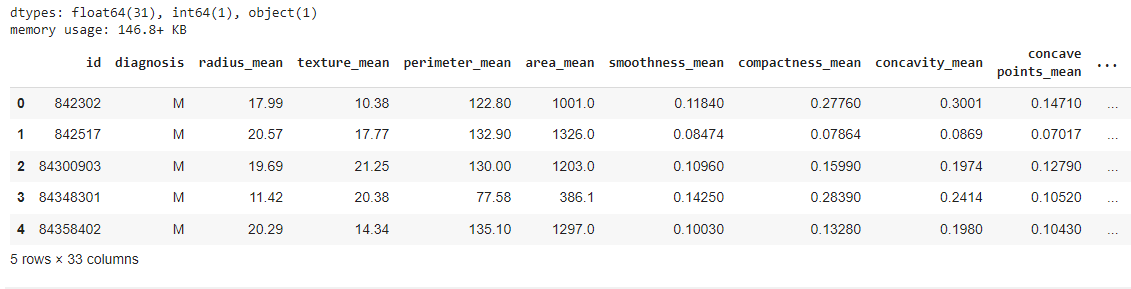 dtypes: float64(31), int64(1), object(1)
memory usage: 146.8+ KB
id diagnosis radius_mean texture_mean perimeter_mean area_mean smoothness_mean compactness_mean concavity_mean concave points_mean ...
0 842302 M 17.99 10.38 122.80 1001.0 0.11840 0.27760 0.3001 0.14710 ...
1 842517 M 20.57 17.77 132.90 1326.0 0.08474 0.07864 0.0869 0.07017 ...
2 84300903 M 19.69 21.25 130.00 1203.0 0.10960 0.15990 0.1974 0.12790 ...
3 84348301 M 11.42 20.38 77.58 386.1 0.14250 0.28390 0.2414 0.10520 ...
4 84358402 M 20.29 14.34 135.10 1297.0 0.10030 0.13280 0.1980 0.10430 ...
5 rows × 33 columns